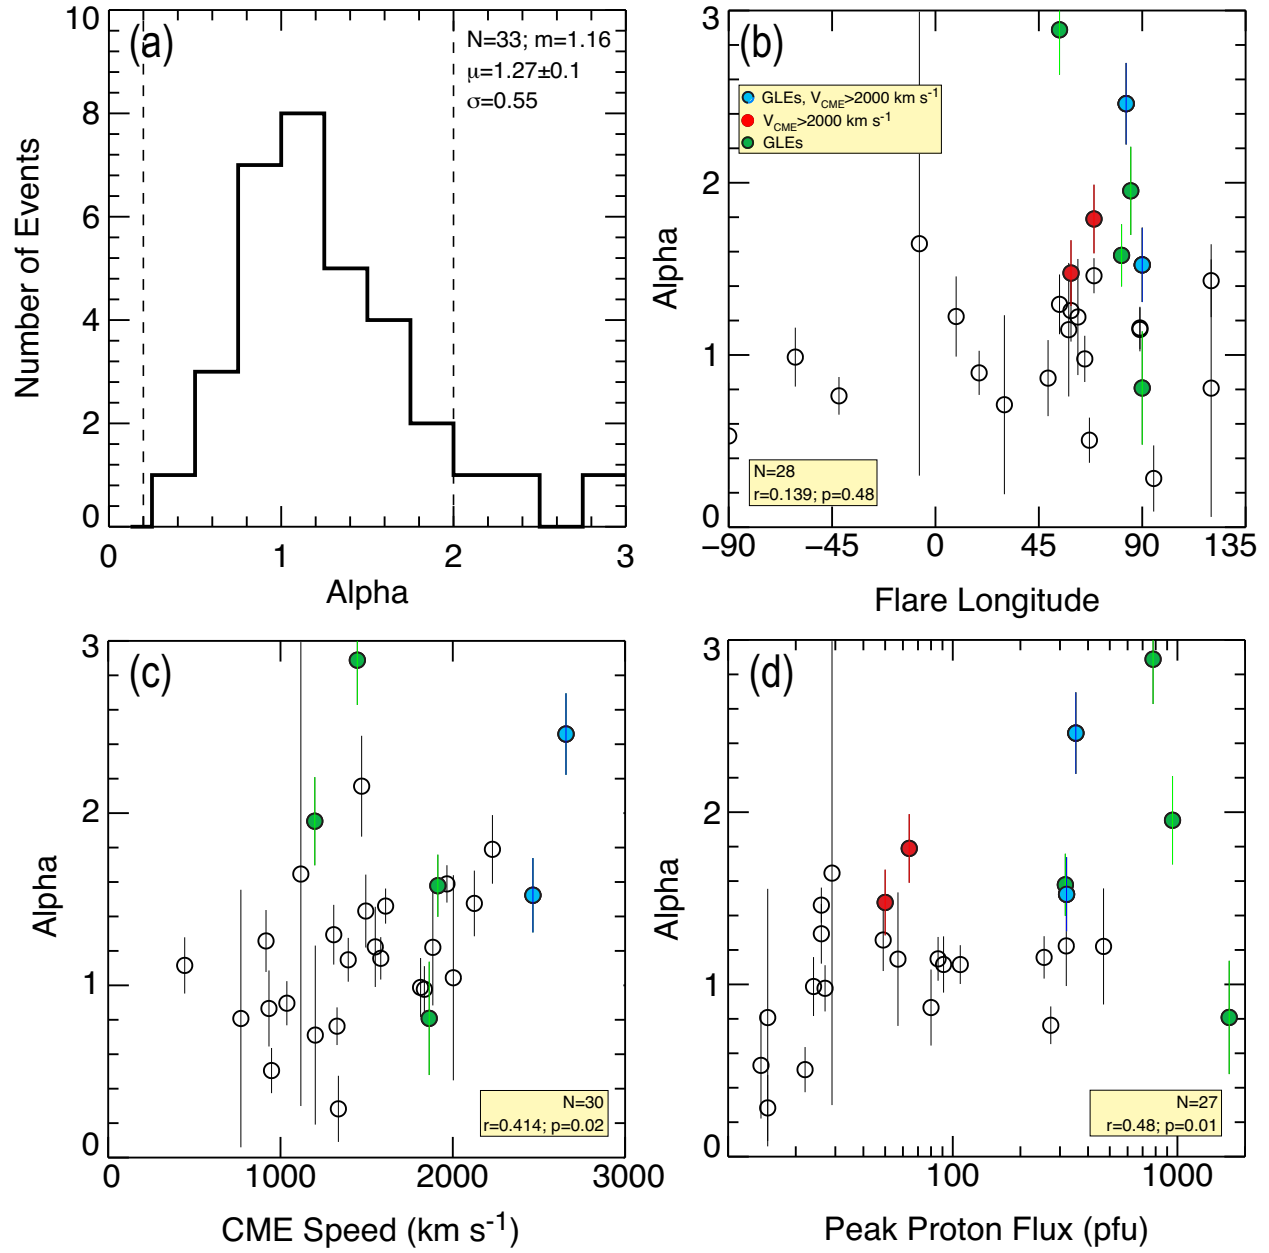 (a)
N=33; m=1.16
μ=1.27±0.1
σ=0.55
10
8
6
4
2
0
0 1 2 3
Number of Events
Alpha
(b)
GLEs, V_CME>2000 km s⁻¹
V_CME>2000 km s⁻¹
GLEs
N=28
r=0.139; p=0.48
3
2
1
0
−90 −45 0 45 90 135
Alpha
Flare Longitude
(c)
N=30
r=0.414; p=0.02
3
2
1
0
0 1000 2000 3000
Alpha
CME Speed (km s⁻¹)
(d)
N=27
r=0.48; p=0.01
3
2
1
0
100 1000
Alpha
Peak Proton Flux (pfu)